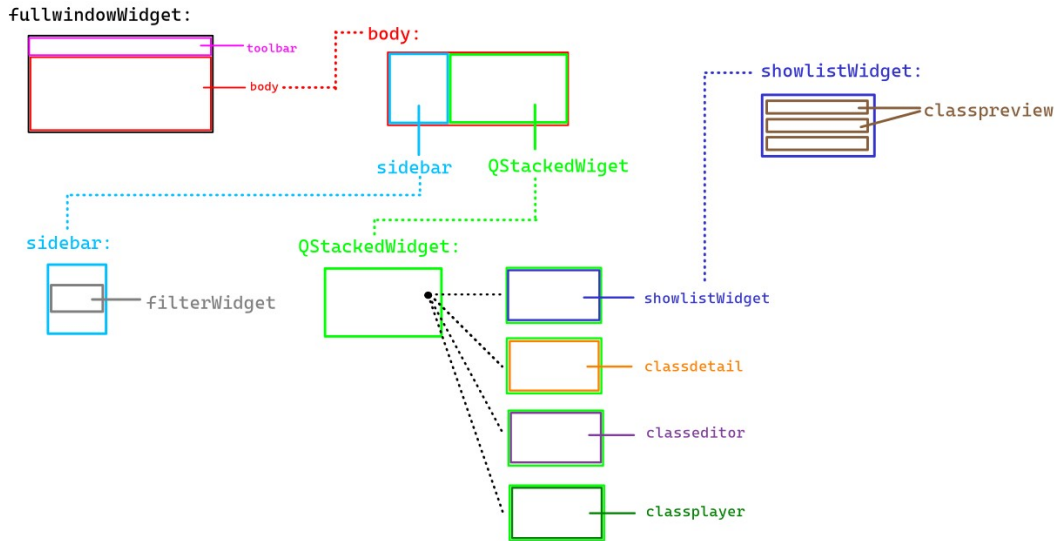 fullwindowWidget:
toolbar
body
body:
sidebar
QStackedWiget
showlistWidget:
classpreview
sidebar:
filterWidget
QStackedWidget:
showlistWidget
classdetail
classeditor
classplayer